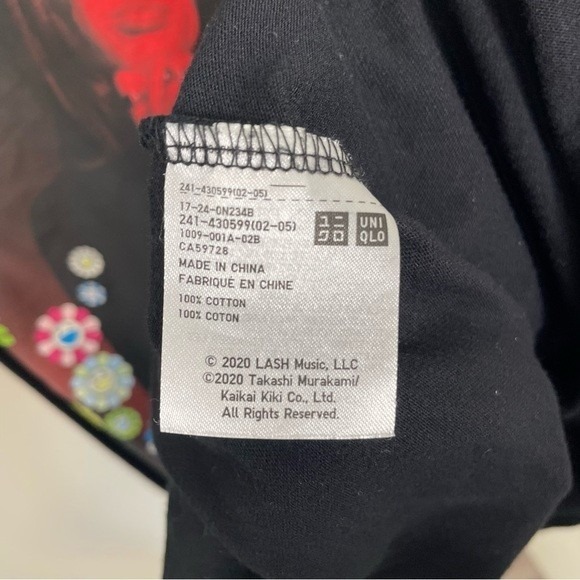 241-430599(02-05)
17-24-0N234B
241-430599(02-05)
1009-001A-02B
CA59728
MADE IN CHINA
FABRIQUÉ EN CHINE
100% COTTON
100% COTON
ユニ
クロ
UNI
QLO
© 2020 LASH Music, LLC
©2020 Takashi Murakami/
Kaikai Kiki Co., Ltd.
All Rights Reserved.